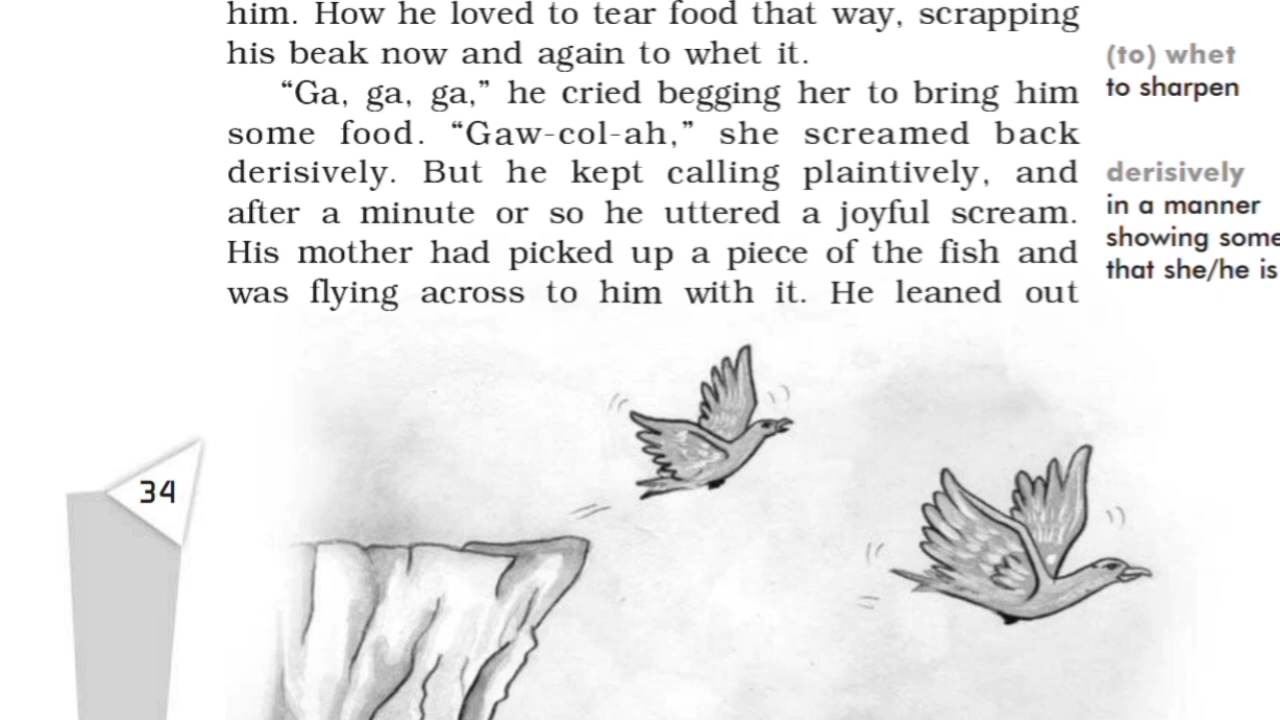 him. How he loved to tear food that way, scrapping
his beak now and again to whet it.
“Ga, ga, ga,” he cried begging her to bring him
some food. “Gaw-col-ah,” she screamed back
derisively. But he kept calling plaintively, and
after a minute or so he uttered a joyful scream.
His mother had picked up a piece of the fish and
was flying across to him with it. He leaned out
(to) whet
to sharpen
derisively
in a manner
showing some
that she/he is
34